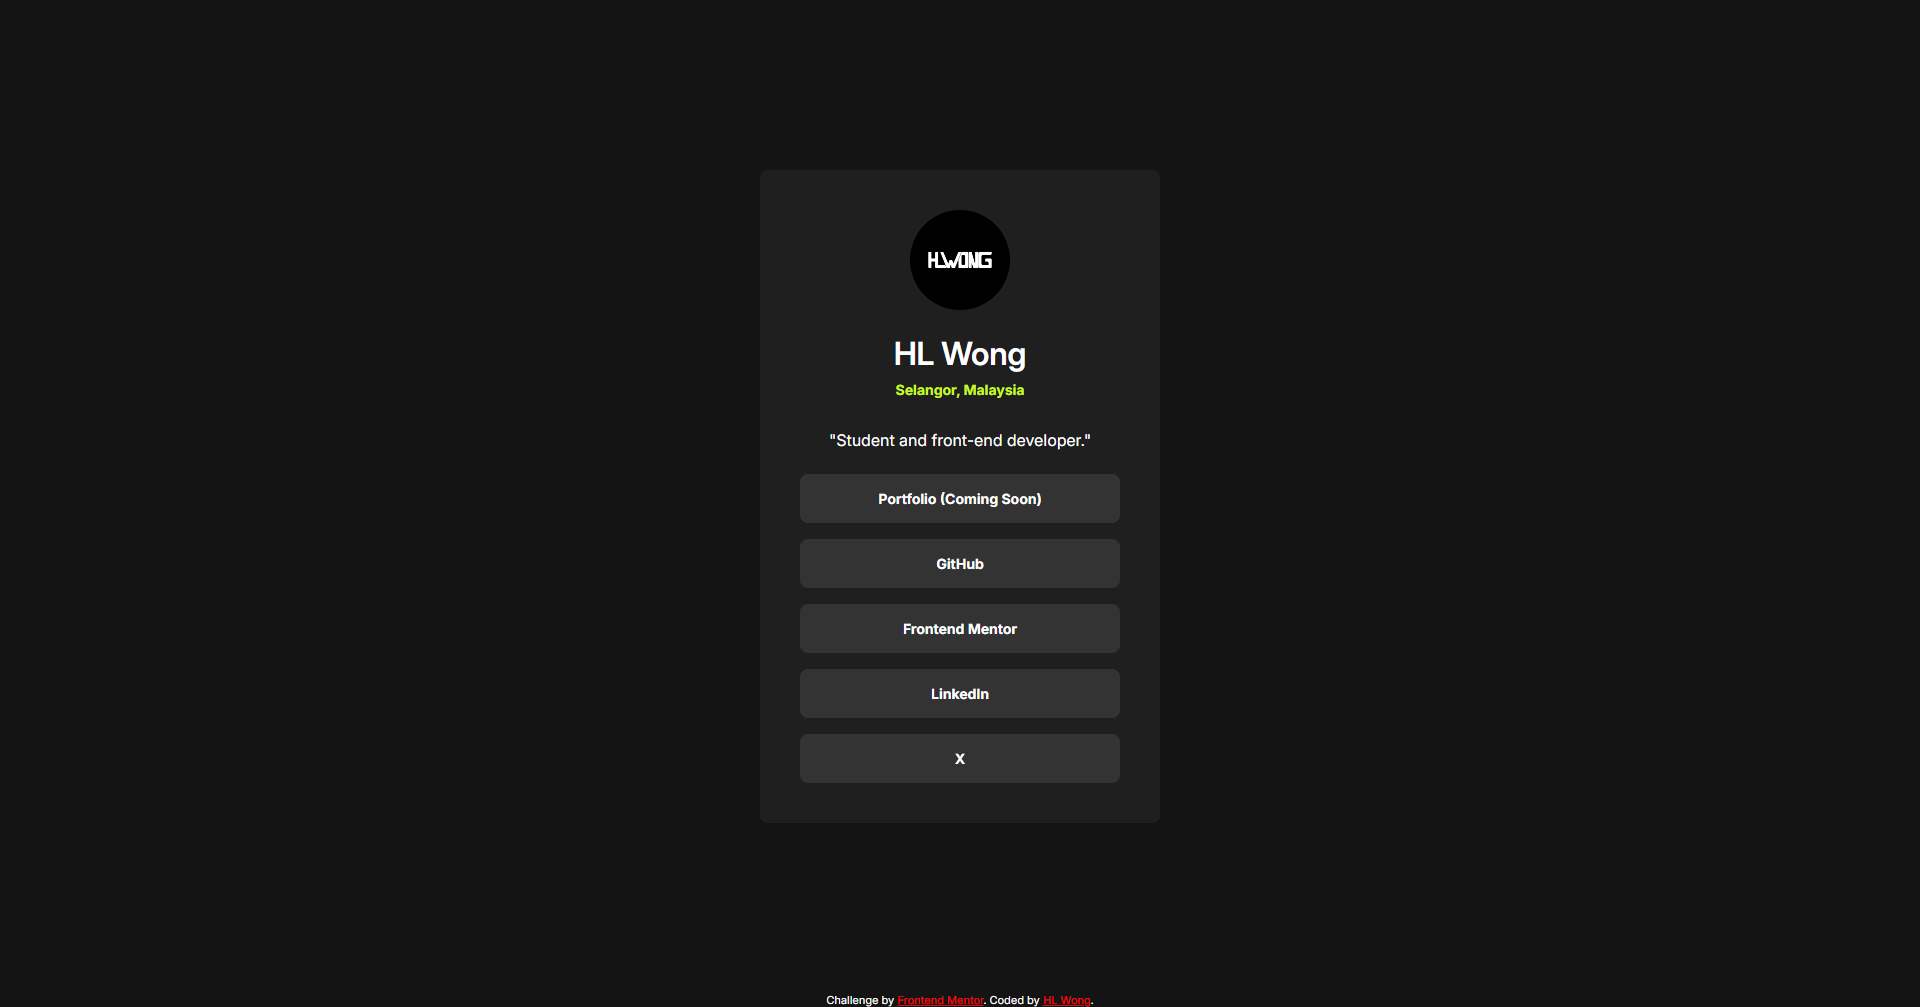 HLWONG
HL Wong
Selangor, Malaysia
"Student and front-end developer."
Portfolio (Coming Soon)
GitHub
Frontend Mentor
LinkedIn
X
Challenge by Frontend Mentor. Coded by HL Wong.